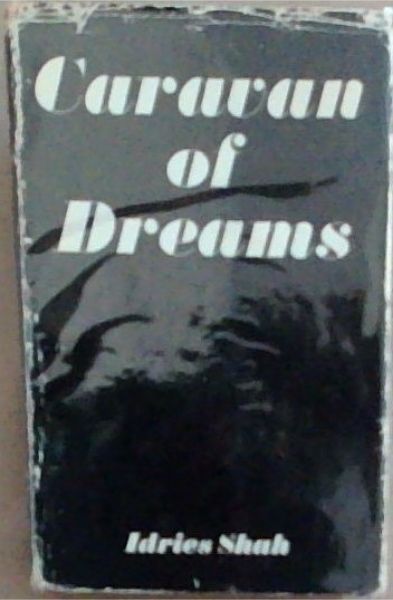 Caravan
of
Dreams
Idries Shah